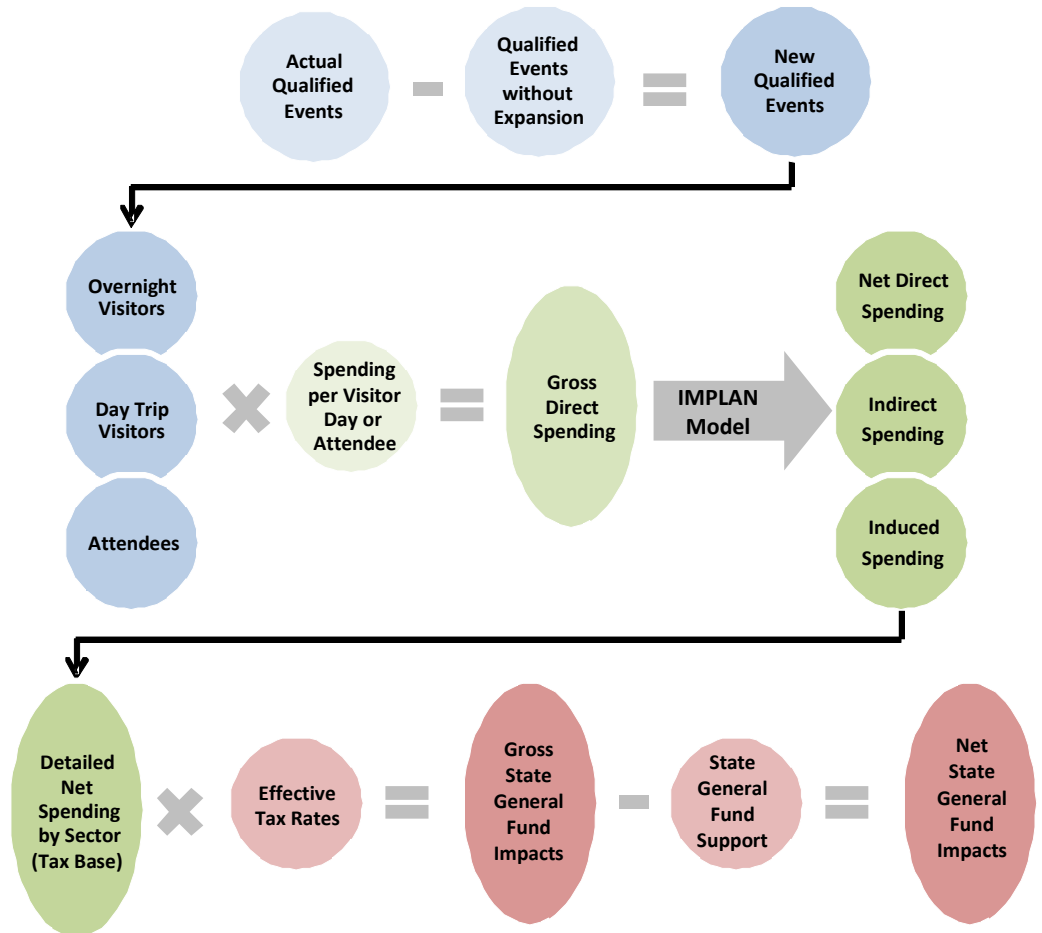 Actual
Qualified
Events
Qualified
Events
without
Expansion
New
Qualified
Events
Overnight
Visitors
Day Trip
Visitors
Attendees
Spending
per Visitor
Day or
Attendee
Gross
Direct
Spending
IMPLAN
Model
Net Direct
Spending
Indirect
Spending
Induced
Spending
Detailed
Net
Spending
by Sector
(Tax Base)
Effective
Tax Rates
Gross
State
General
Fund
Impacts
State
General
Fund
Support
Net
State
General
Fund
Impacts